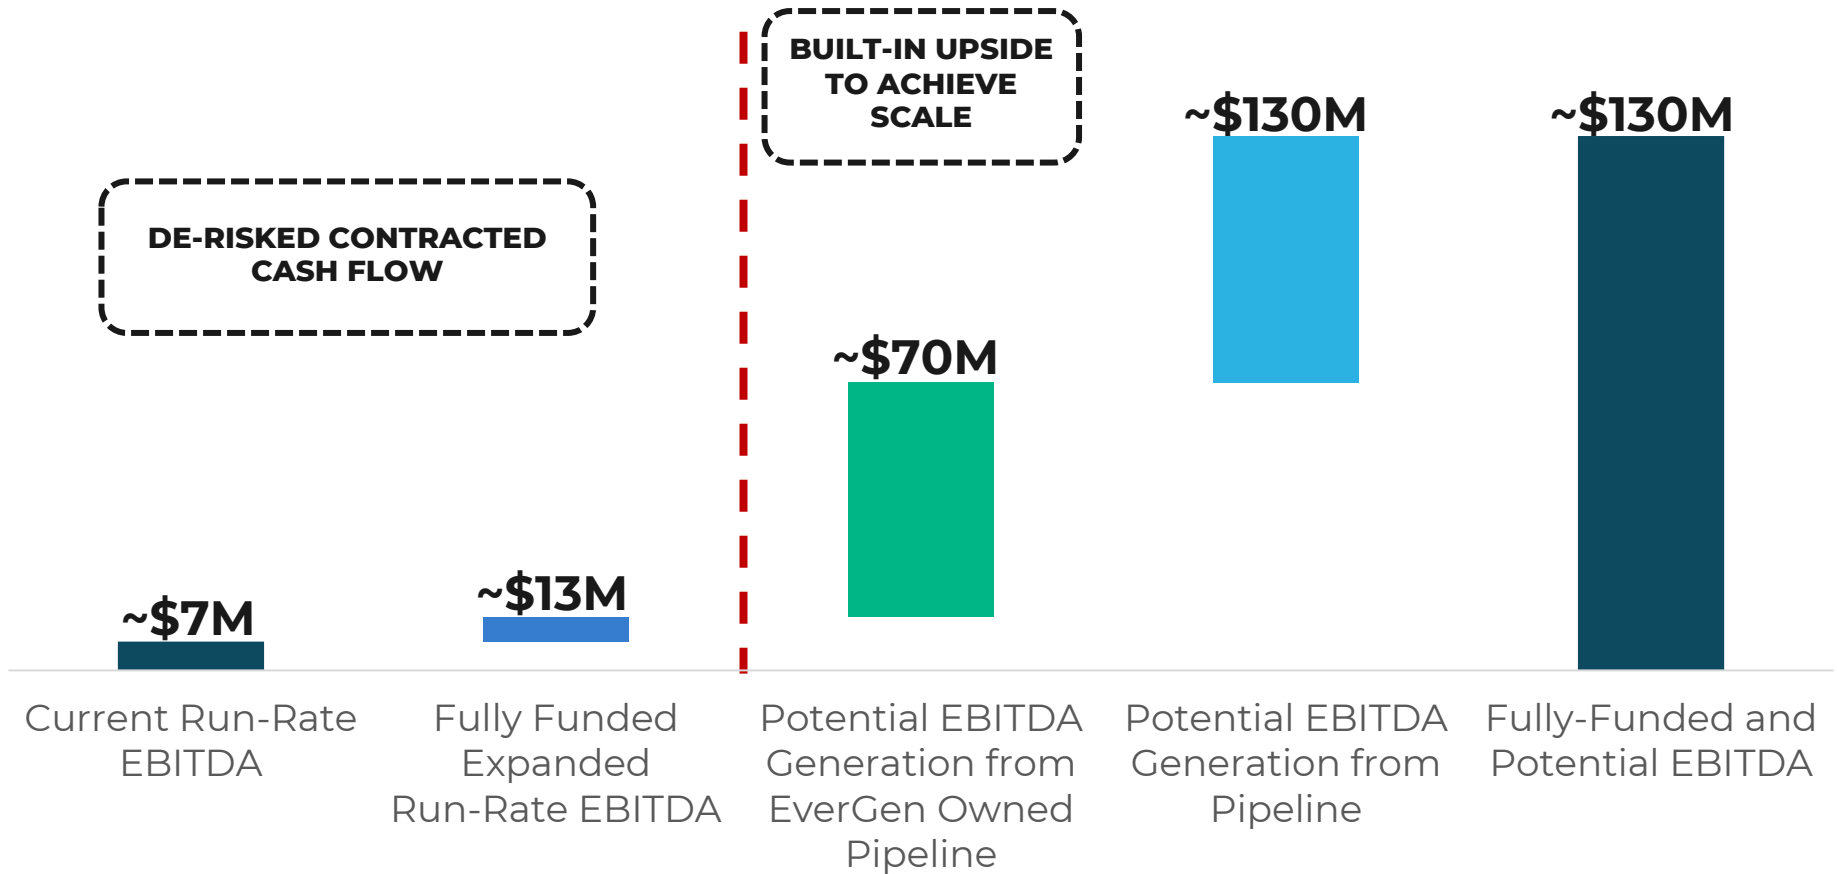 BUILT-IN UPSIDE
TO ACHIEVE
SCALE
DE-RISKED CONTRACTED
CASH FLOW
~$7M
~$13M
~$70M
~$130M
~$130M
Current Run-Rate
EBITDA
Fully Funded
Expanded
Run-Rate EBITDA
Potential EBITDA
Generation from
EverGen Owned
Pipeline
Potential EBITDA
Generation from
Pipeline
Fully-Funded and
Potential EBITDA